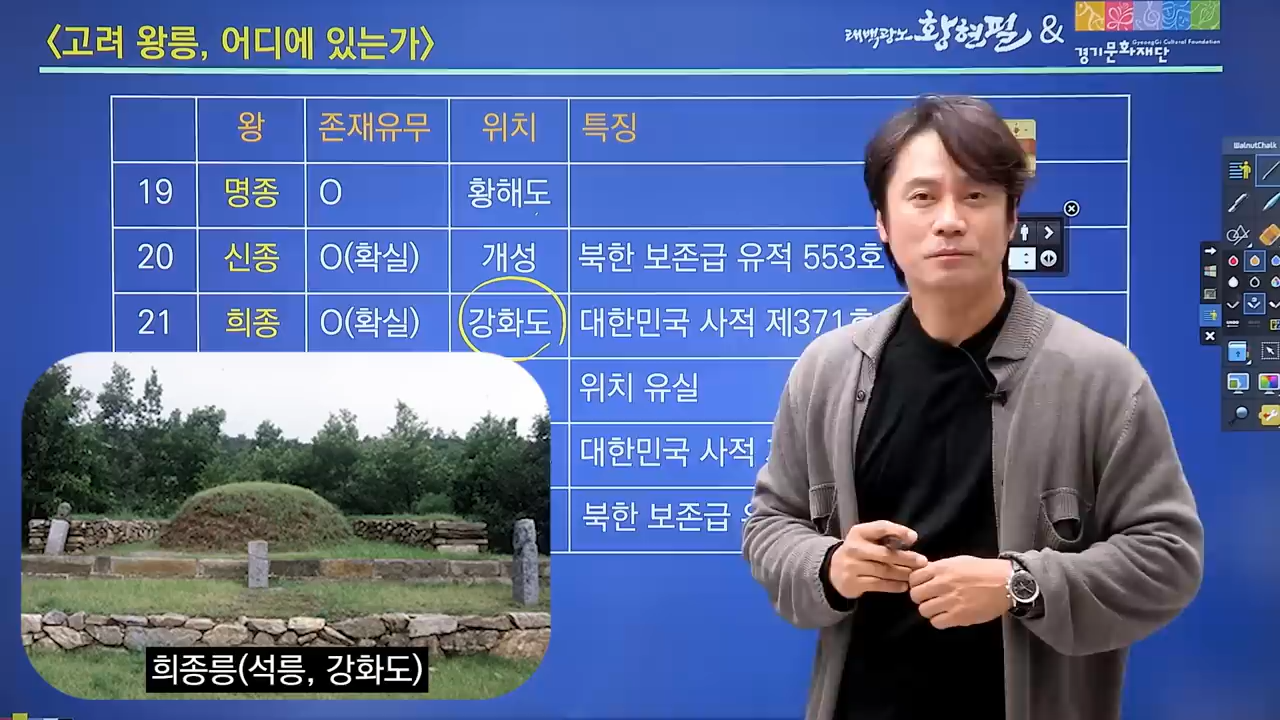 <고려 왕릉, 어디에 있는가>
태백광노 황현필 &
GyeongGi Cultural Foundation
경기문화재단
왕 존재유무 위치 특징
19 명종 O 황해도
20 신종 O(확실) 개성 북한 보존급 유적 553호
21 희종 O(확실) 강화도 대한민국 사적 제371호
위치 유실
대한민국 사적
북한 보존급
희종릉(석릉, 강화도)
WalnutChalk